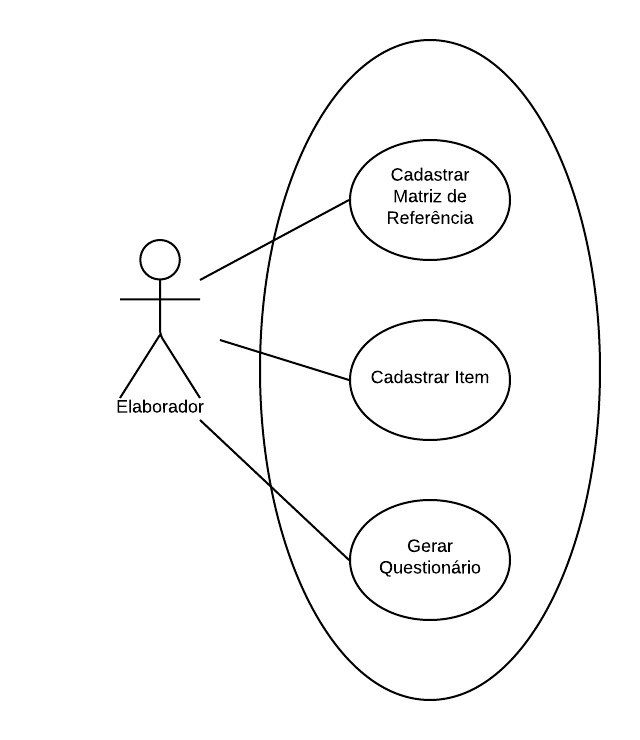 Cadastrar
Matriz de
Referência
Cadastrar Item
Elaborador
Gerar
Questionário